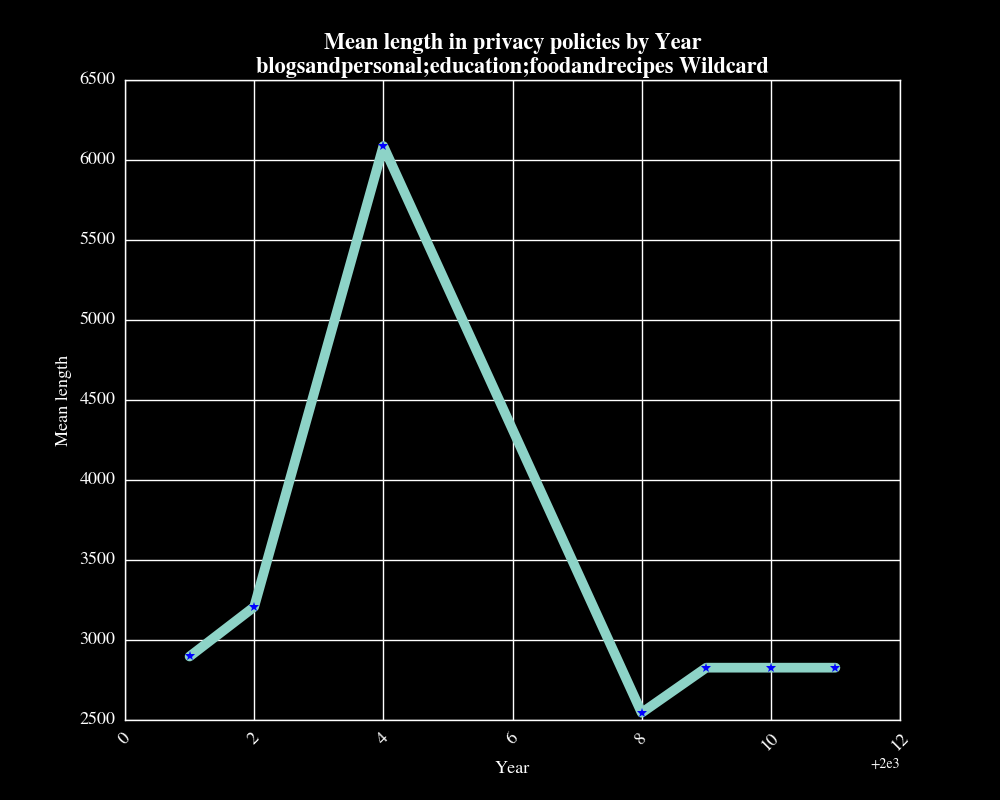 Mean length in privacy policies by Year
blogsandpersonal;education;foodandrecipes Wildcard
6500
6000
5500
5000
4500
4000
3500
3000
2500
Mean length
0 2 4 6 8 10 12
+2e3
Year